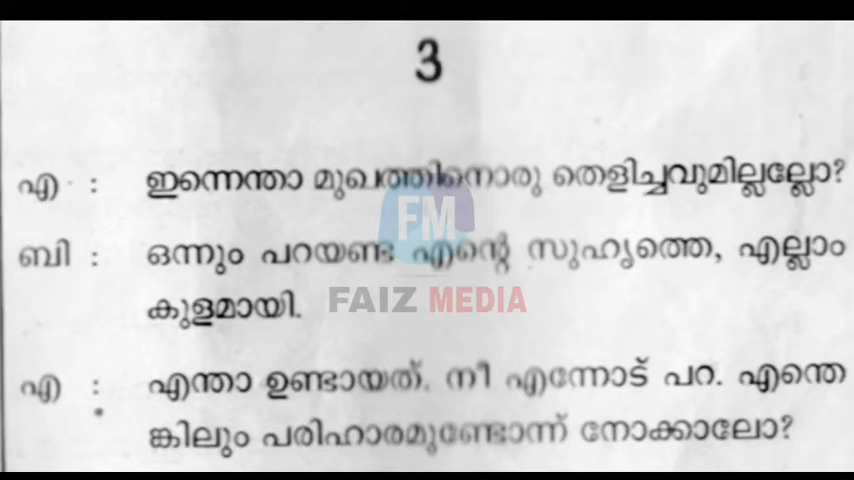 3
എ : ഇന്നെന്താ മുഖത്തിനൊരു തെളിച്ചവുമില്ലല്ലോ?
ബി : ഒന്നും പറയണ്ട എന്റെ സുഹൃത്തെ, എല്ലാം
കുളമായി.
എ : എന്താ ഉണ്ടായത്. നീ എന്നോട് പറ. എന്തെ
ങ്കിലും പരിഹാരമുണ്ടോന്ന് നോക്കാലോ?
FM
FAIZ MEDIA